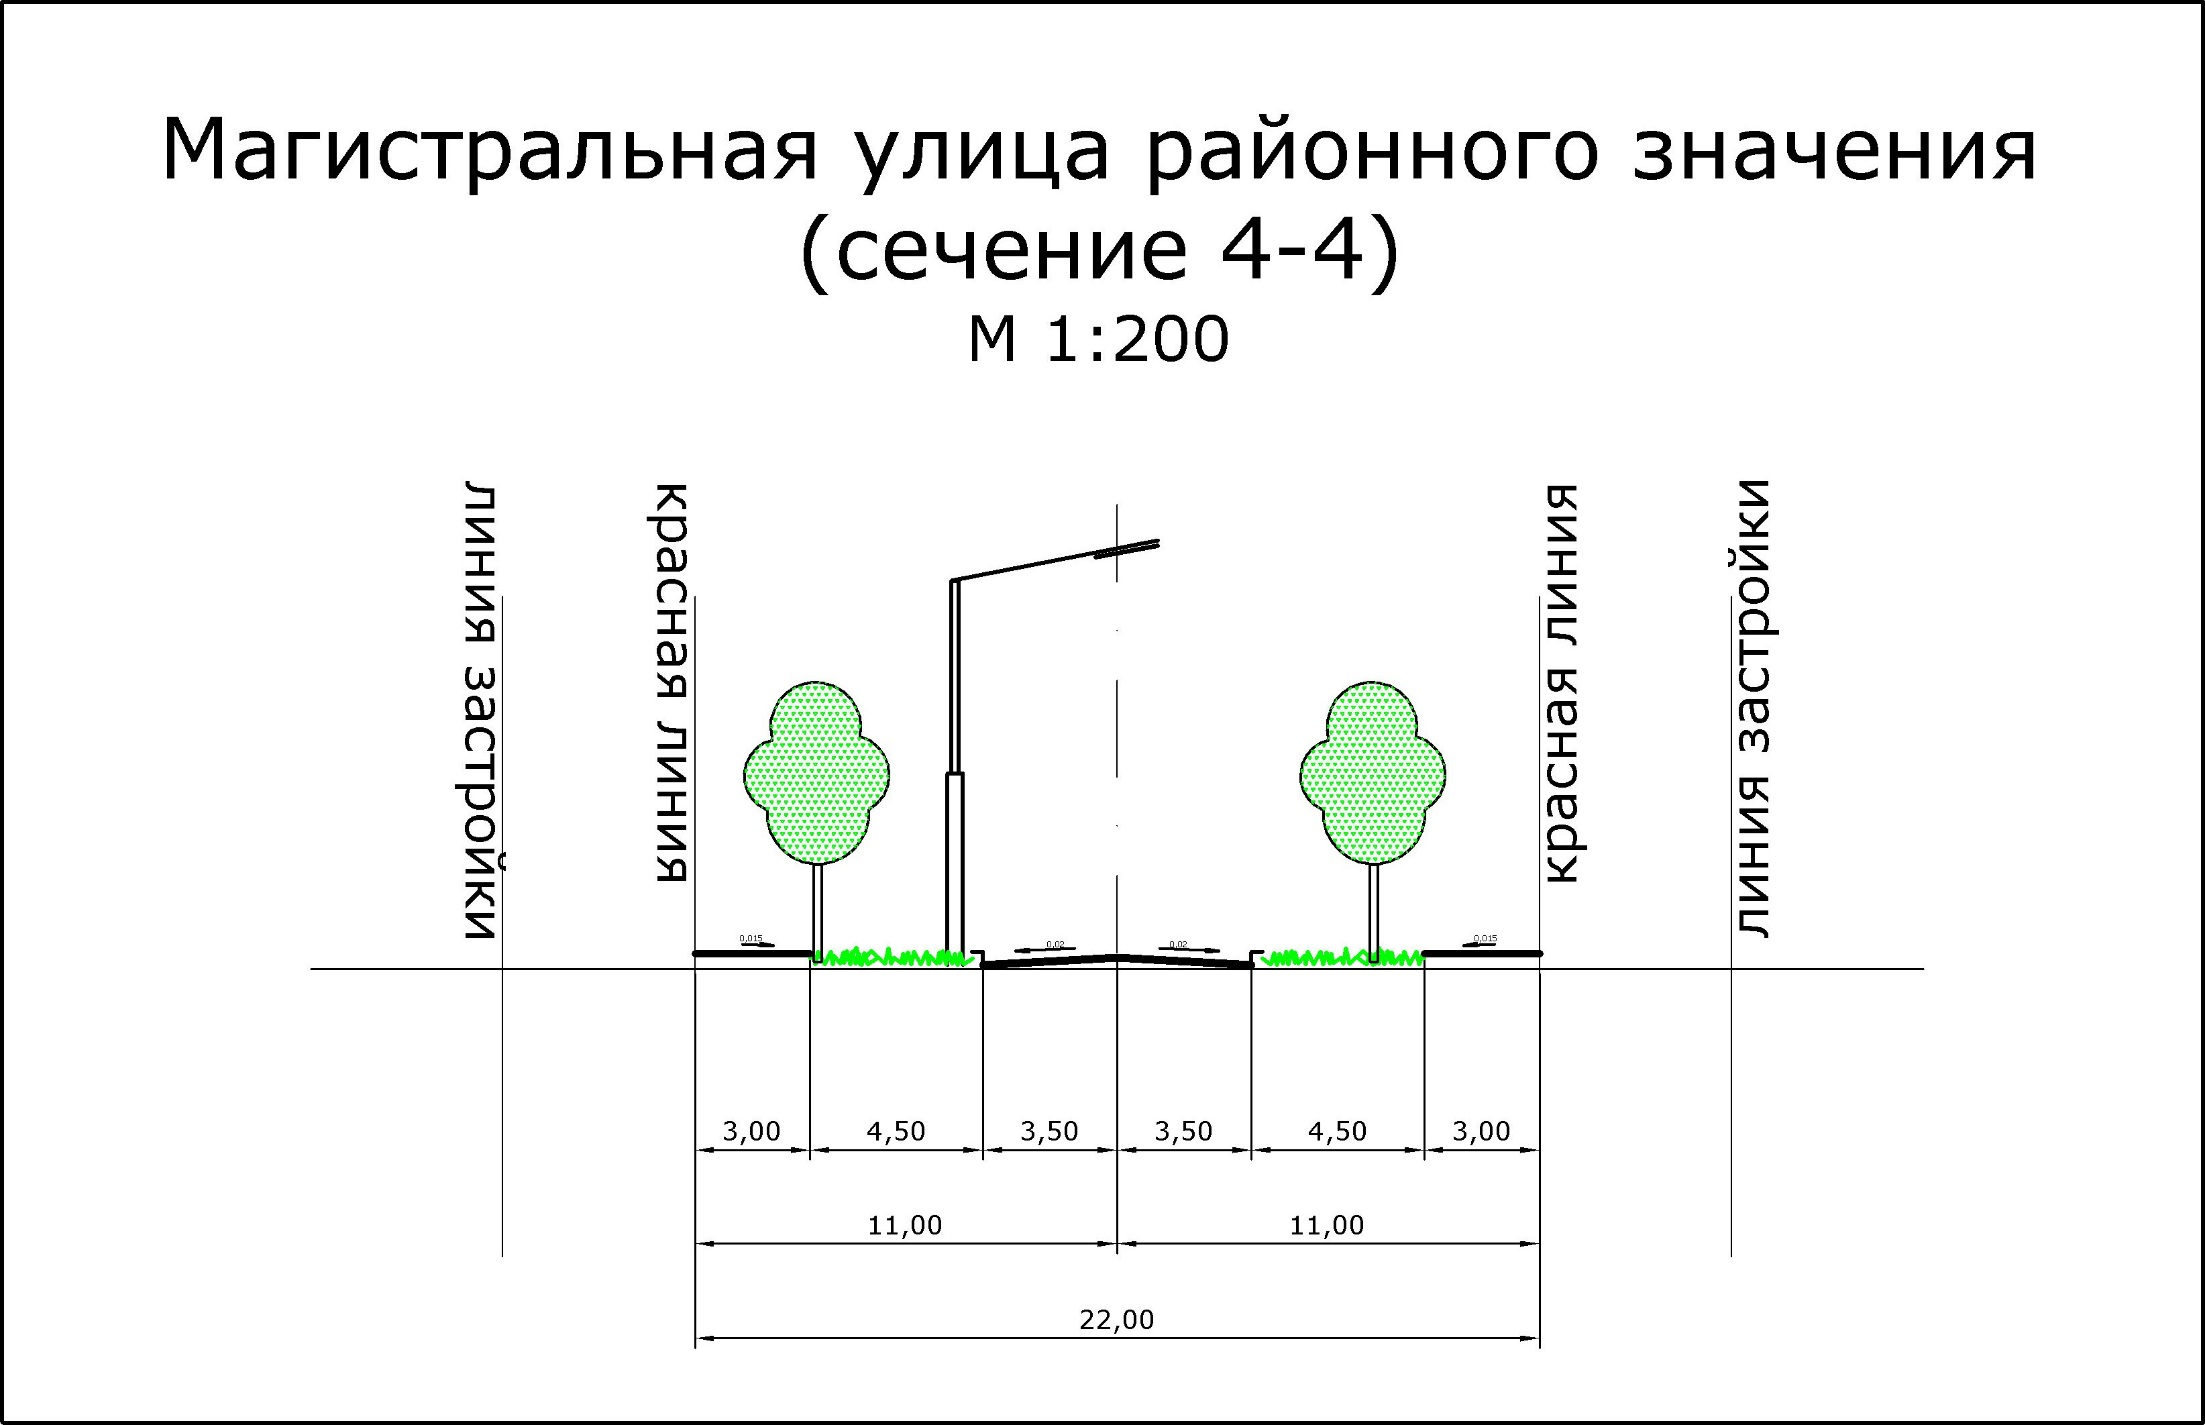 Магистральная улица районного значения
(сечение 4-4)
М 1:200
линия застройки
красная линия
красная линия
линия застройки
0,015
0,02
0,02
0,015
3,00
4,50
3,50
3,50
4,50
3,00
11,00
11,00
22,00